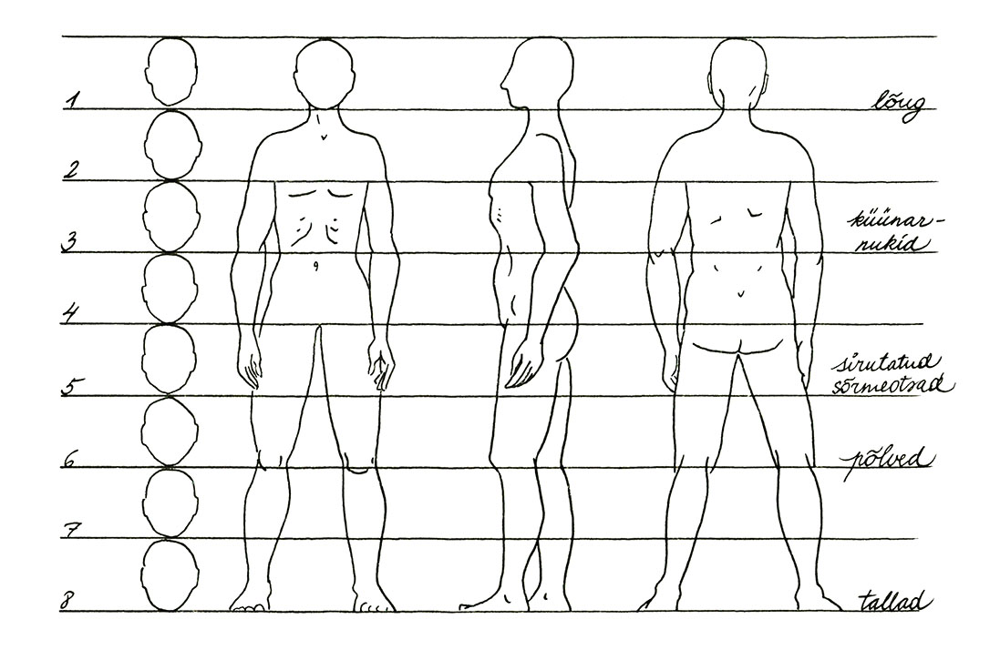 1
lõug
2
küünar-
nukid
3
4
sirutatud
sõrmeotsad
5
6
põlved
7
8
tallad